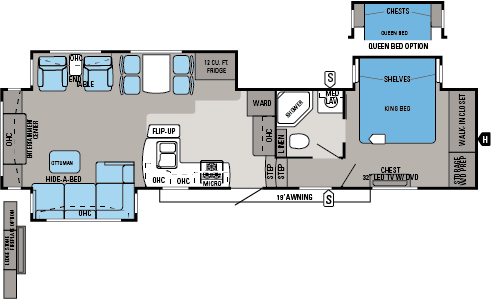 CHESTS
QUEEN BED
QUEEN BED OPTION
OHC
END
TABLE
12 CU. FT.
FRIDGE
SHELVES
KING BED
S
MED
LAV
SHOWER
WARD
OHC
LINEN
WALK-IN CLOSET
H
OHC
ENTERTAINMENT
CENTER
FLIP-UP
OTTOMAN
HIDE-A-BED
OHC
OHC
OHC
MICRO
STEP
STEP
CHEST
32" LED TV W/ DVD
STORAGE
W/D PREP
19' AWNING
S
FIREPLACE OPTION